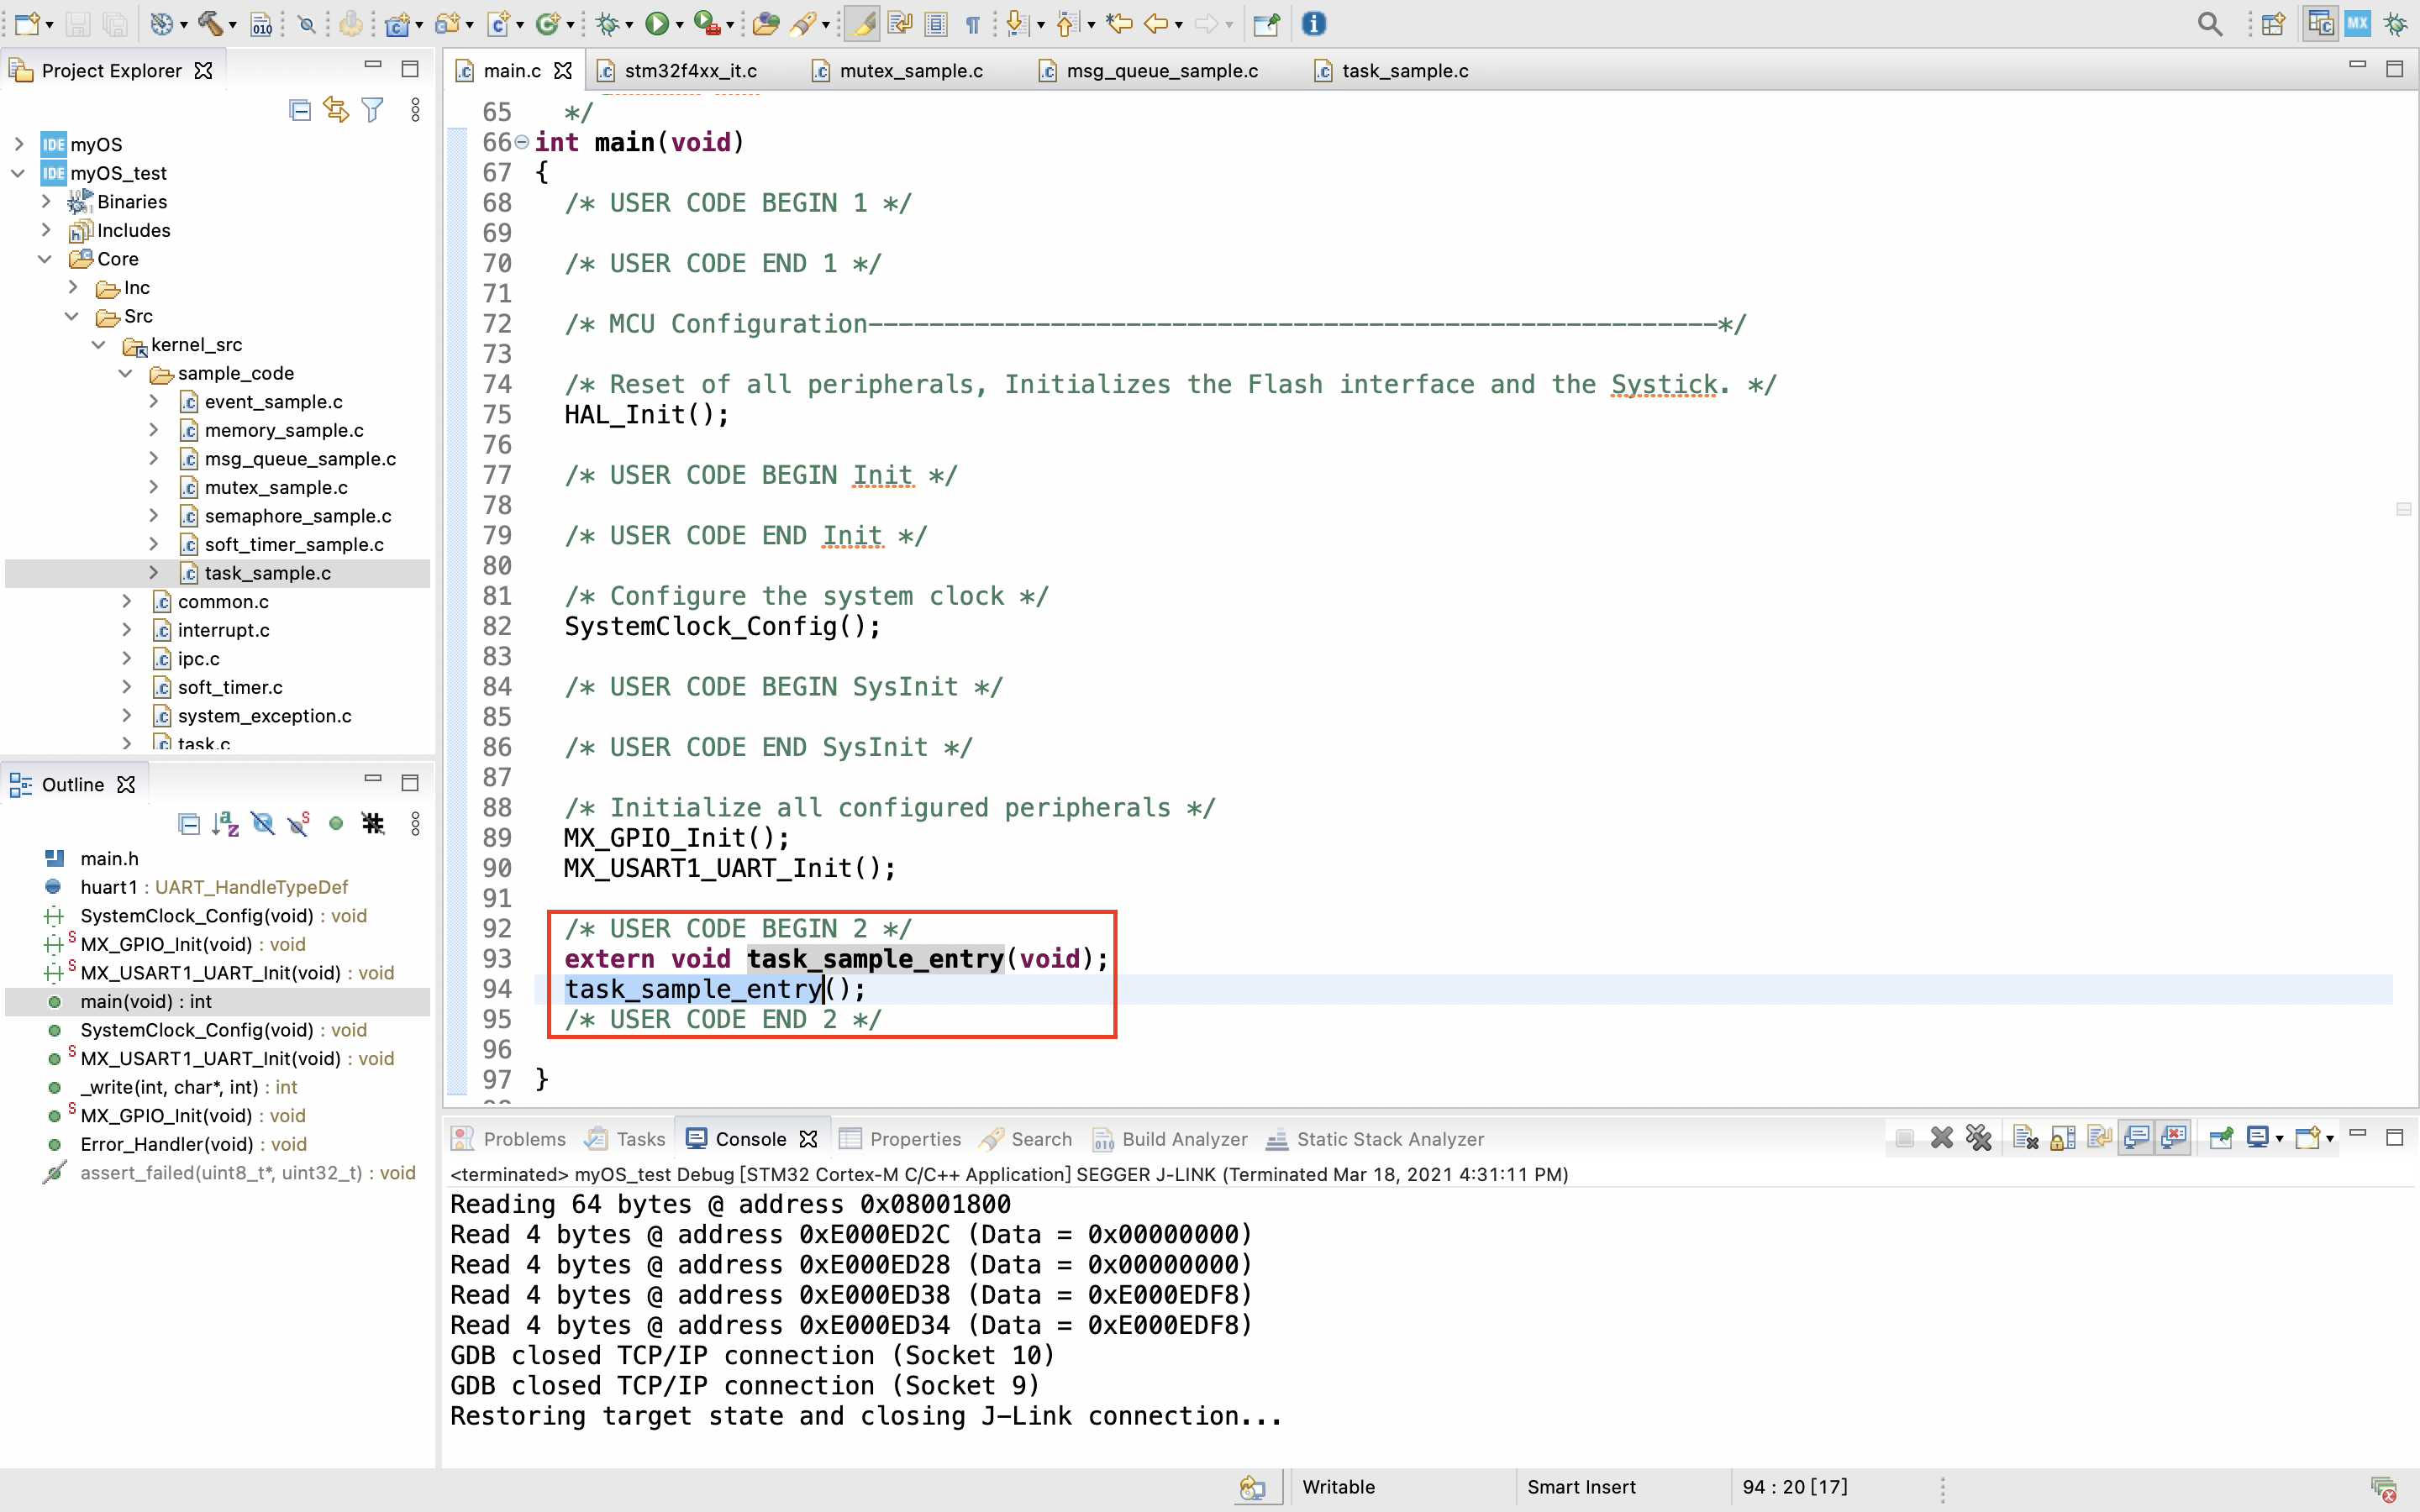 Project Explorer
myOS
myOS_test
Binaries
Includes
Core
Inc
Src
kernel_src
sample_code
event_sample.c
memory_sample.c
msg_queue_sample.c
mutex_sample.c
semaphore_sample.c
soft_timer_sample.c
task_sample.c
common.c
interrupt.c
ipc.c
soft_timer.c
system_exception.c
task.c
Outline
main.h
huart1 : UART_HandleTypeDef
SystemClock_Config(void) : void
MX_GPIO_Init(void) : void
MX_USART1_UART_Init(void) : void
main(void) : int
SystemClock_Config(void) : void
MX_USART1_UART_Init(void) : void
_write(int, char*, int) : int
MX_GPIO_Init(void) : void
Error_Handler(void) : void
assert_failed(uint8_t*, uint32_t) : void
main.c stm32f4xx_it.c mutex_sample.c msg_queue_sample.c task_sample.c
65 */
66 int main(void)
67 {
68 /* USER CODE BEGIN 1 */
69
70 /* USER CODE END 1 */
71
72 /* MCU Configuration--------------------------------------------------------*/
73
74 /* Reset of all peripherals, Initializes the Flash interface and the Systick. */
75 HAL_Init();
76
77 /* USER CODE BEGIN Init */
78
79 /* USER CODE END Init */
80
81 /* Configure the system clock */
82 SystemClock_Config();
83
84 /* USER CODE BEGIN SysInit */
85
86 /* USER CODE END SysInit */
87
88 /* Initialize all configured peripherals */
89 MX_GPIO_Init();
90 MX_USART1_UART_Init();
91
92 /* USER CODE BEGIN 2 */
93 extern void task_sample_entry(void);
94 task_sample_entry();
95 /* USER CODE END 2 */
96
97 }
Problems Tasks Console Properties Search Build Analyzer Static Stack Analyzer
<terminated> myOS_test Debug [STM32 Cortex-M C/C++ Application] SEGGER J-LINK (Terminated Mar 18, 2021 4:31:11 PM)
Reading 64 bytes @ address 0x08001800
Read 4 bytes @ address 0xE000ED2C (Data = 0x00000000)
Read 4 bytes @ address 0xE000ED28 (Data = 0x00000000)
Read 4 bytes @ address 0xE000ED38 (Data = 0xE000EDF8)
Read 4 bytes @ address 0xE000ED34 (Data = 0xE000EDF8)
GDB closed TCP/IP connection (Socket 10)
GDB closed TCP/IP connection (Socket 9)
Restoring target state and closing J-Link connection...
Writable Smart Insert 94 : 20 [17]